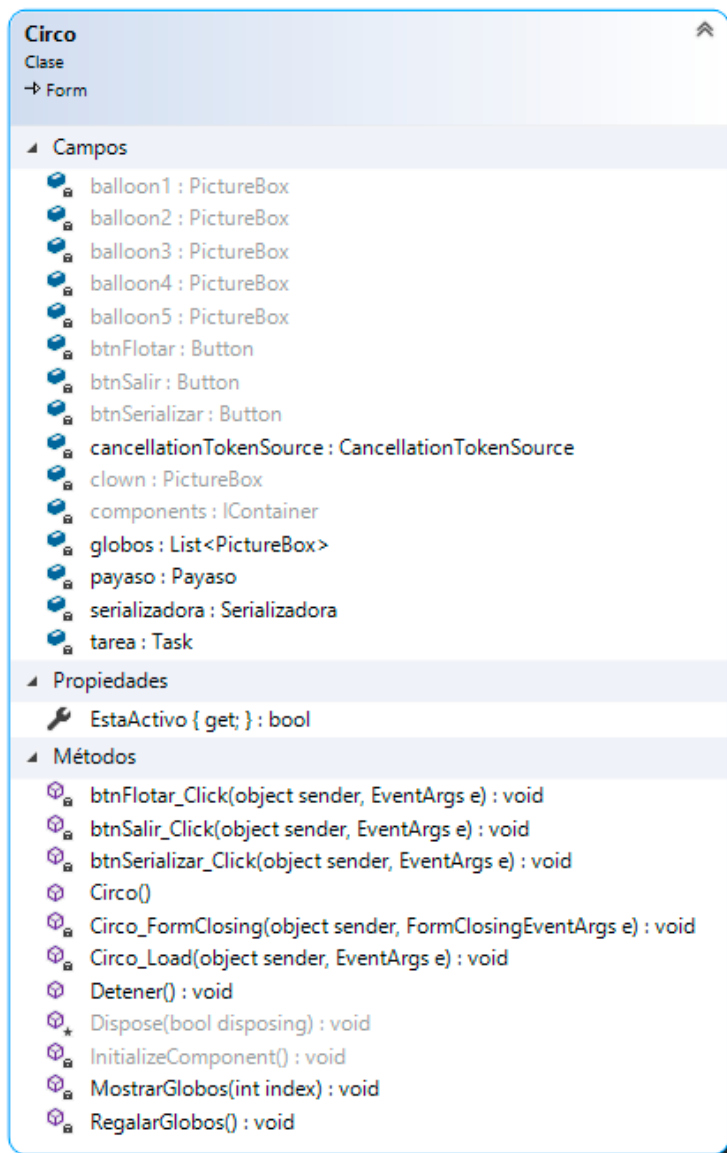 Circo
Clase
Form
Campos
balloon1 : PictureBox
balloon2 : PictureBox
balloon3 : PictureBox
balloon4 : PictureBox
balloon5 : PictureBox
btnFlotar : Button
btnSalir : Button
btnSerializar : Button
cancellationTokenSource : CancellationTokenSource
clown : PictureBox
components : IContainer
globos : List<PictureBox>
payaso : Payaso
serializadora : Serializadora
tarea : Task
Propiedades
EstaActivo { get; } : bool
Métodos
btnFlotar_Click(object sender, EventArgs e) : void
btnSalir_Click(object sender, EventArgs e) : void
btnSerializar_Click(object sender, EventArgs e) : void
Circo()
Circo_FormClosing(object sender, FormClosingEventArgs e) : void
Circo_Load(object sender, EventArgs e) : void
Detener() : void
Dispose(bool disposing) : void
InitializeComponent() : void
MostrarGlobos(int index) : void
RegalarGlobos() : void